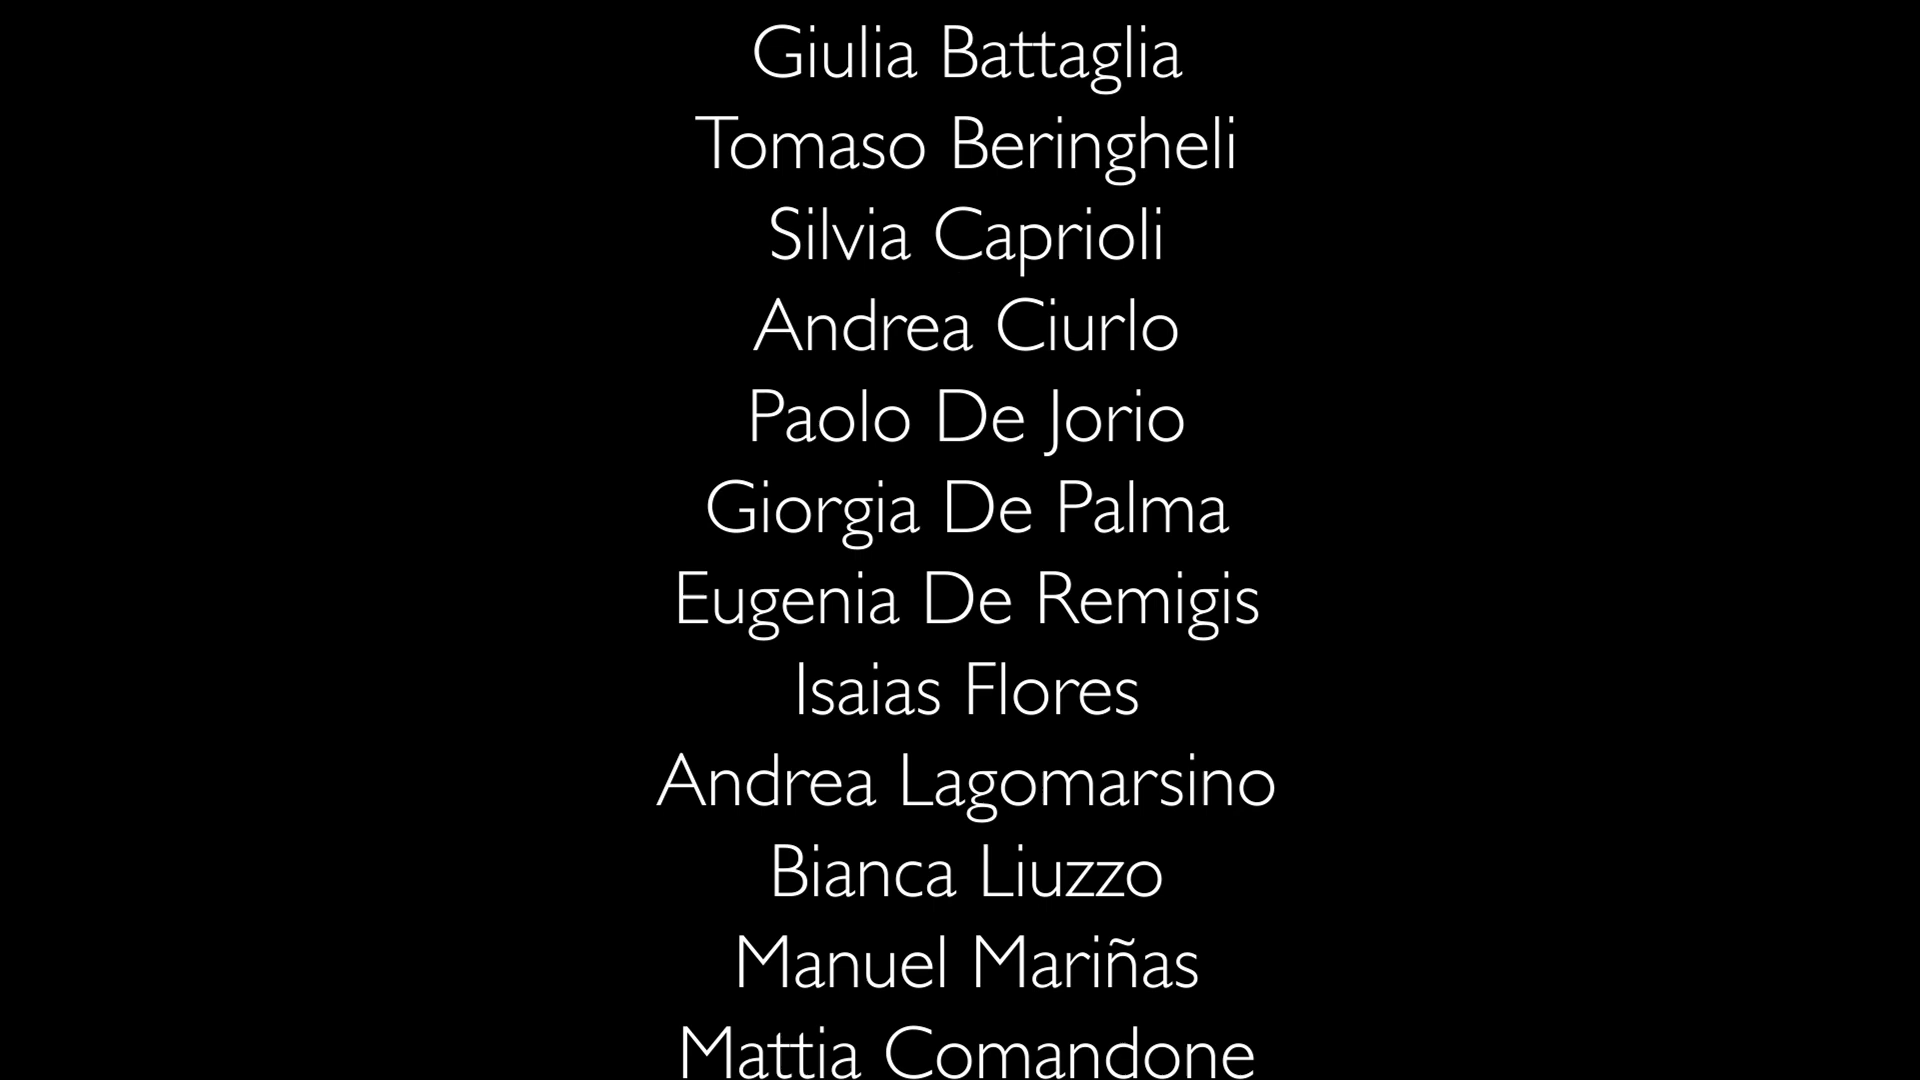 Giulia Battaglia
Tomaso Beringheli
Silvia Caprioli
Andrea Ciurlo
Paolo De Jorio
Giorgia De Palma
Eugenia De Remigis
Isaias Flores
Andrea Lagomarsino
Bianca Liuzzo
Manuel Mariñas
Mattia Comandone